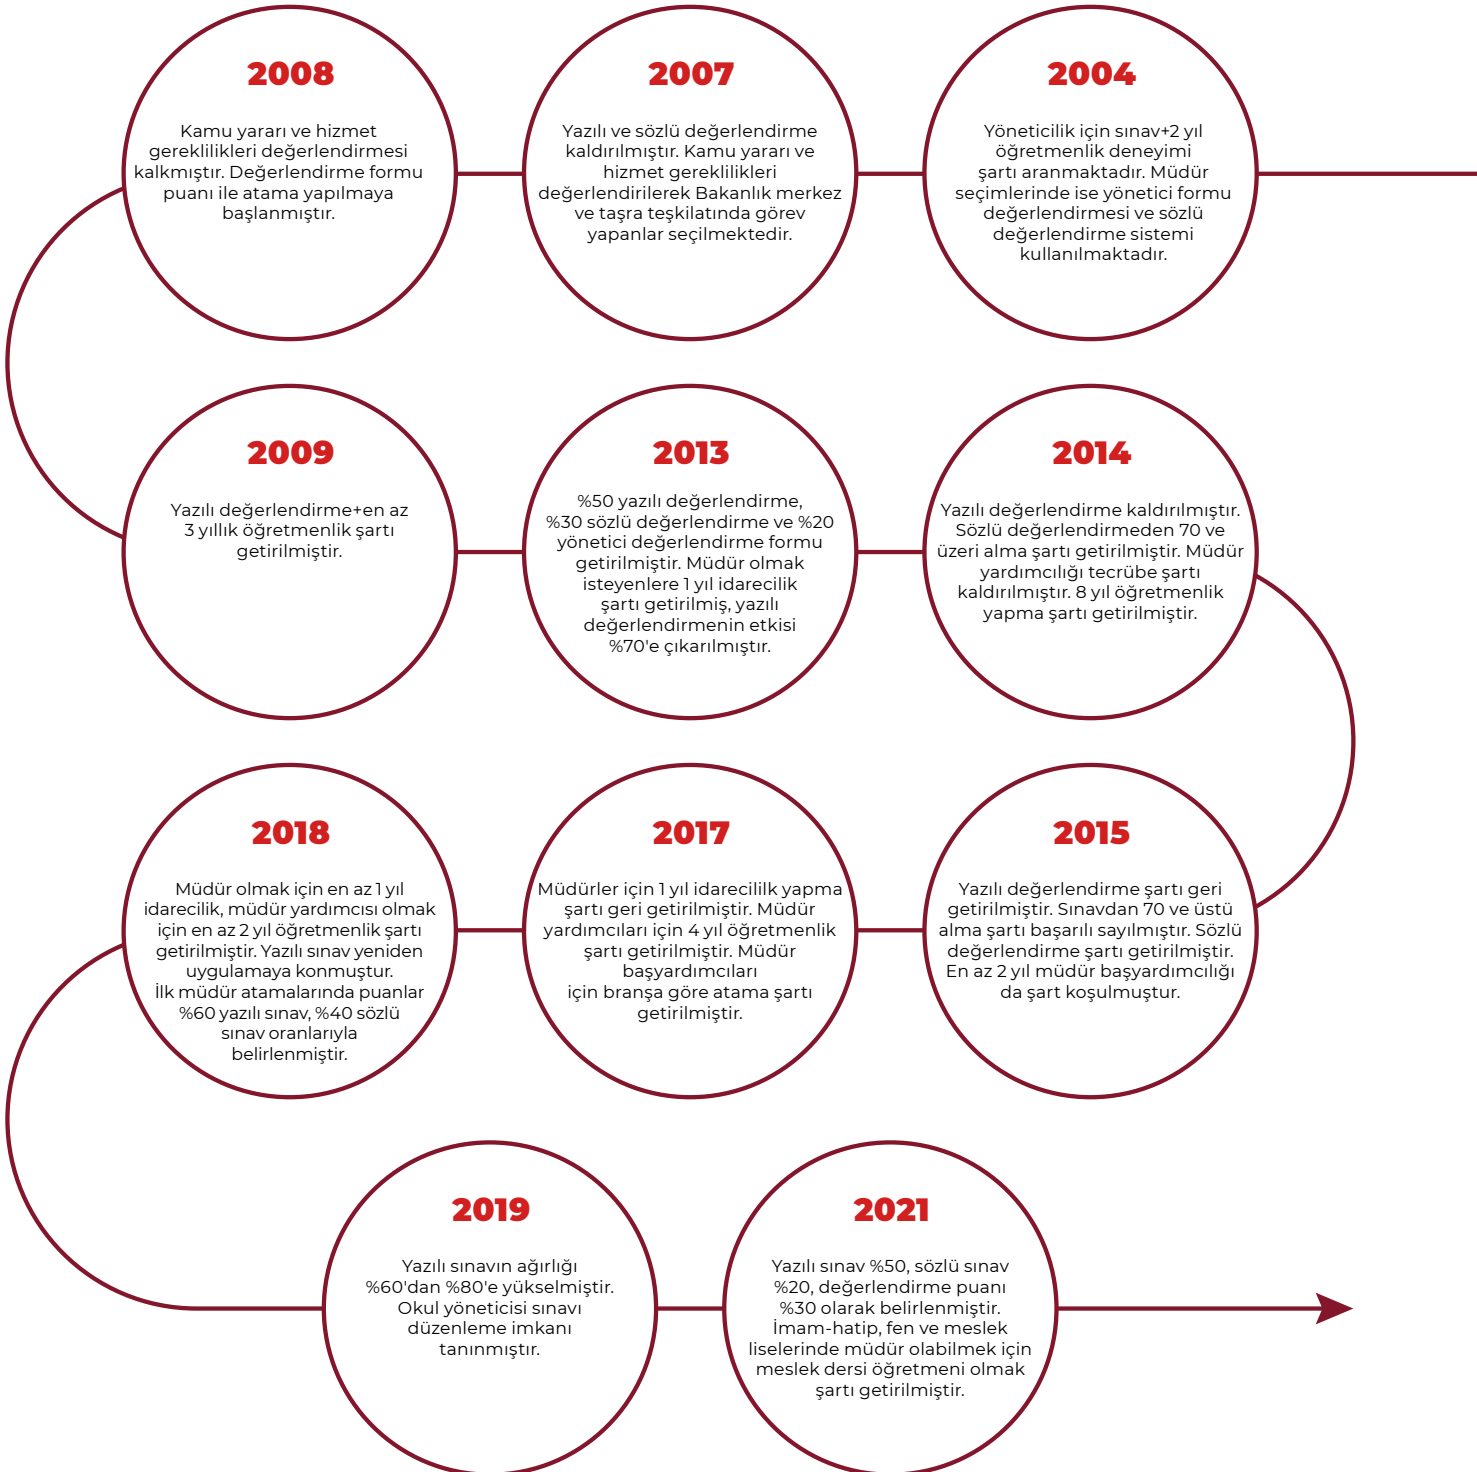 2008
Kamu yararı ve hizmet
gereklilikleri değerlendirmesi
kalkmıştır. Değerlendirme formu
puanı ile atama yapılmaya
başlanmıştır.
2007
Yazılı ve sözlü değerlendirme
kaldırılmıştır. Kamu yararı ve
hizmet gereklilikleri
değerlendirilerek Bakanlık merkez
ve taşra teşkilatında görev
yapanlar seçilmektedir.
2004
Yöneticilik için sınav+2 yıl
öğretmenlik deneyimi
şartı aranmaktadır. Müdür
seçimlerinde ise yönetici formu
değerlendirmesi ve sözlü
değerlendirme sistemi
kullanılmaktadır.
2009
Yazılı değerlendirme+en az
3 yıllık öğretmenlik şartı
getirilmiştir.
2013
%50 yazılı değerlendirme,
%30 sözlü değerlendirme ve %20
yönetici değerlendirme formu
getirilmiştir. Müdür olmak
isteyenlere 1 yıl idarecilik
şartı getirilmiş, yazılı
değerlendirmenin etkisi
%70'e çıkarılmıştır.
2014
Yazılı değerlendirme kaldırılmıştır.
Sözlü değerlendirmeden 70 ve
üzeri alma şartı getirilmiştir. Müdür
yardımcılığı tecrübe şartı
kaldırılmıştır. 8 yıl öğretmenlik
yapma şartı getirilmiştir.
2018
Müdür olmak için en az 1 yıl
idarecilik, müdür yardımcısı olmak
için en az 2 yıl öğretmenlik şartı
getirilmiştir. Yazılı sınav yeniden
uygulamaya konmuştur.
İlk müdür atamalarında puanlar
%60 yazılı sınav, %40 sözlü
sınav oranlarıyla
belirlenmiştir.
2017
Müdürler için 1 yıl idarecililk yapma
şartı geri getirilmiştir. Müdür
yardımcıları için 4 yıl öğretmenlik
şartı getirilmiştir. Müdür
başyardımcıları
için branşa göre atama şartı
getirilmiştir.
2015
Yazılı değerlendirme şartı geri
getirilmiştir. Sınavdan 70 ve üstü
alma şartı başarılı sayılmıştır. Sözlü
değerlendirme şartı getirilmiştir.
En az 2 yıl müdür başyardımcılığı
da şart koşulmuştur.
2019
Yazılı sınavın ağırlığı
%60'dan %80'e yükselmiştir.
Okul yöneticisi sınavı
düzenleme imkanı
tanınmıştır.
2021
Yazılı sınav %50, sözlü sınav
%20, değerlendirme puanı
%30 olarak belirlenmiştir.
İmam-hatip, fen ve meslek
liselerinde müdür olabilmek için
meslek dersi öğretmeni olmak
şartı getirilmiştir.